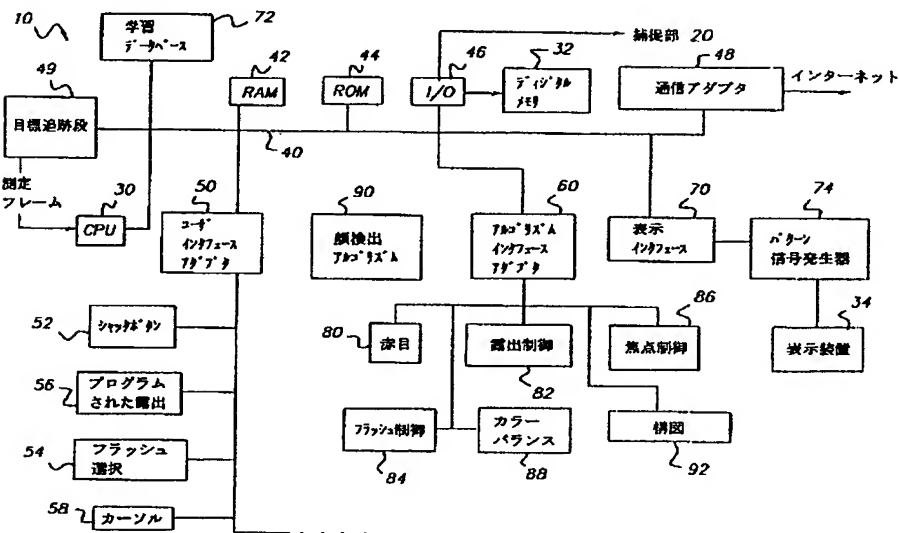 10
72
学習
データベース
42
RAM
44
ROM
46
I/O
捕捉部 20
32
ディジタル
メモリ
48
通信アダプタ
インターネット
49
目標追跡段
40
測定
フレーム
30
CPU
50
ユーザ
インタフェース
アダプタ
90
顔検出
アルゴリズム
60
アルゴリズム
インタフェース
アダプタ
70
表示
インタフェース
74
パターン
信号発生器
52
シャッタボタン
80
赤目
露出制御
82
86
焦点制御
34
表示装置
56
プログラム
された露出
フラッシュ制御
84
カラー
バランス
88
構図
92
54
フラッシュ
選択
58
カーソル